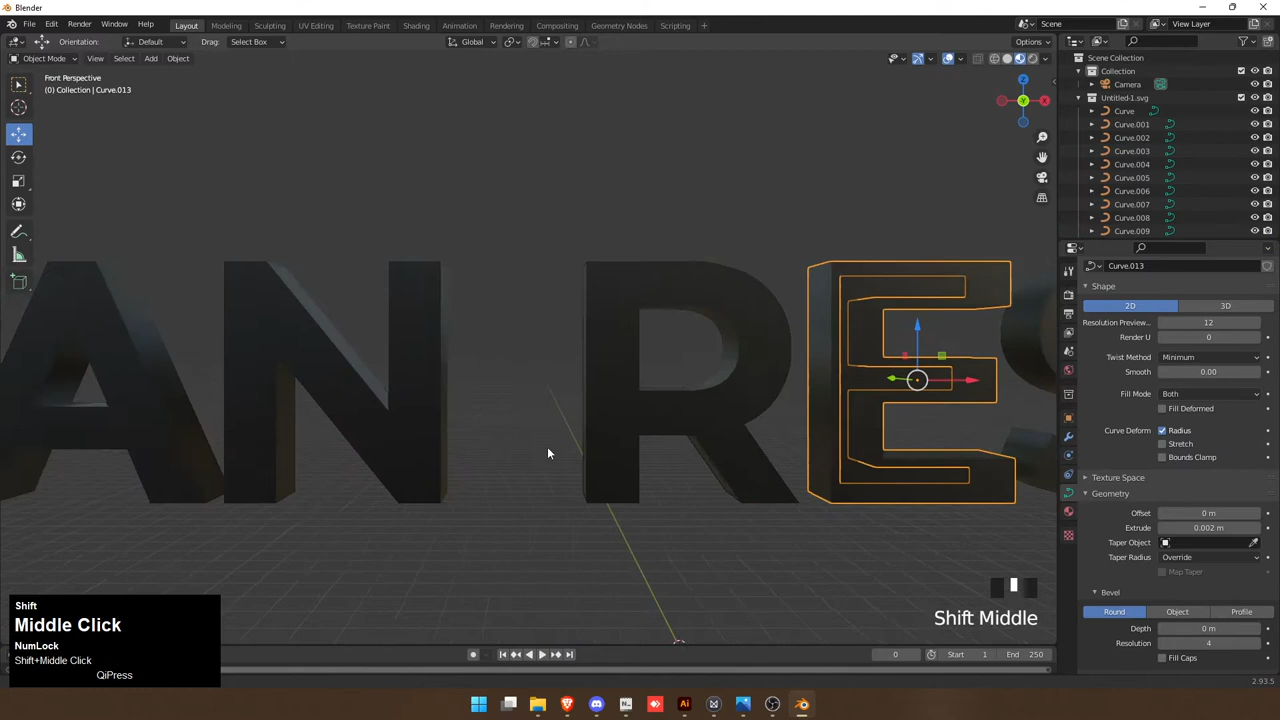 Blender
File Edit Render Window Help Layout Modeling Sculpting UV Editing Texture Paint Shading Animation Rendering Compositing Geometry Nodes Scripting + Scene View Layer
Orientation: Default Drag: Select Box Global Options
Object Mode View Select Add Object
Front Perspective
(0) Collection | Curve.013
Z
Y X
AN RES
Scene Collection
Collection
Camera
Untitled-1.svg
Curve
Curve.001
Curve.002
Curve.003
Curve.004
Curve.005
Curve.006
Curve.007
Curve.008
Curve.009
Curve.013
Shape
2D 3D
Resolution Preview... 12
Render U 0
Twist Method Minimum
Smooth 0.00
Fill Mode Both
Fill Deformed
Curve Deform Radius
Stretch
Bounds Clamp
Texture Space
Geometry
Offset 0 m
Extrude 0.002 m
Taper Object
Taper Radius Override
Map Taper
Bevel
Round Object Profile
Depth 0 m
Resolution 4
Fill Caps
Shift
Middle Click
NumLock
Shift+Middle Click
QiPress
Shift Middle
0 Start 1 End 250
2.93.5
Ai